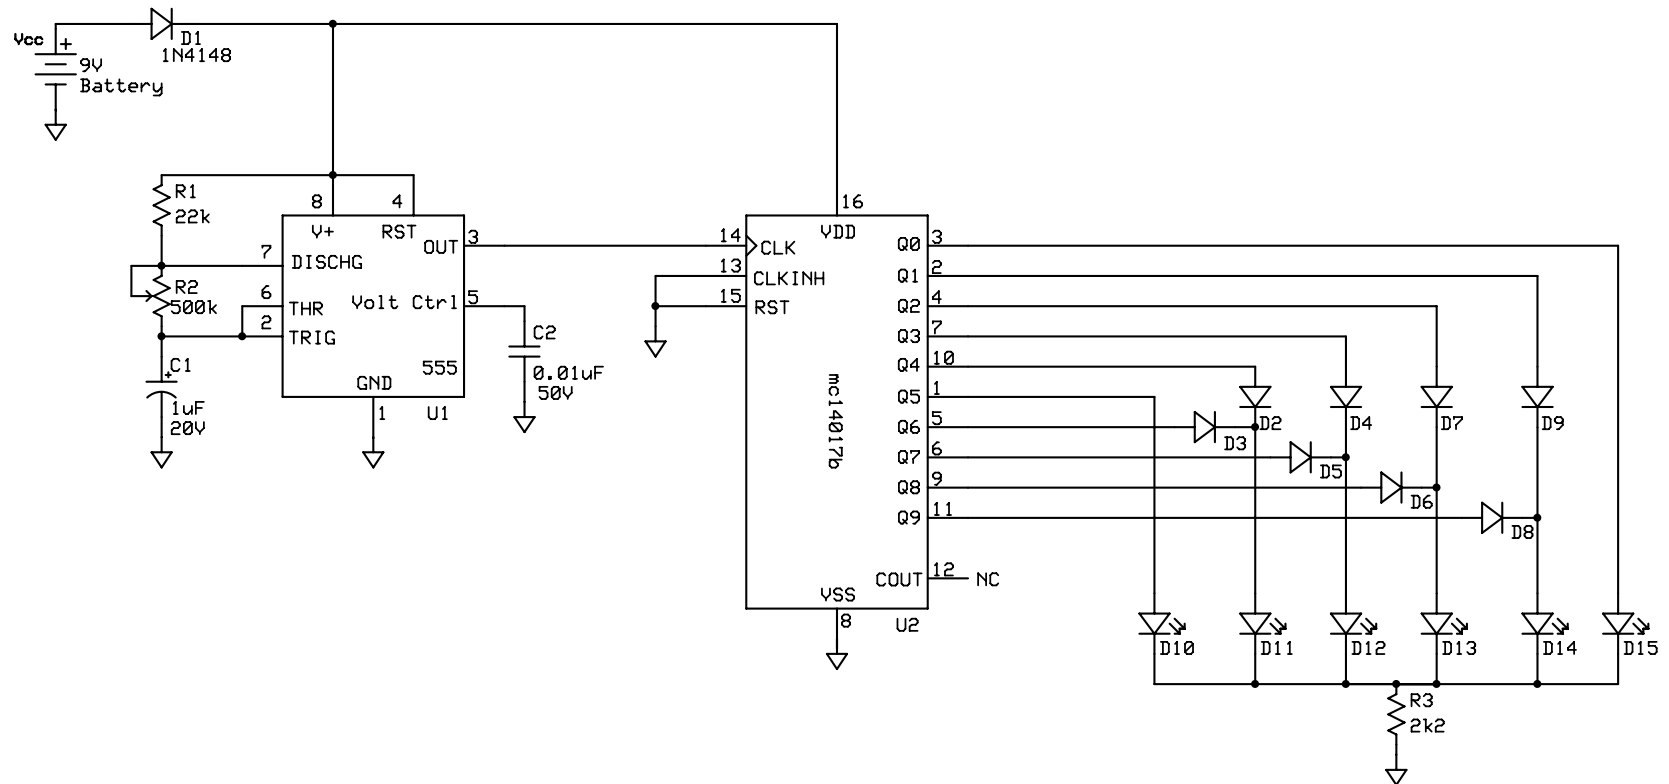 Vcc
+
9V
Battery
D1
1N4148
R1
22k
8
4
V+
RST
OUT
3
7
DISCHG
R2
500k
6
THR
Volt Ctrl
5
2
TRIG
C1
+
1uF
20V
555
GND
1
U1
C2
0.01uF
50V
16
VDD
14
CLK
13
CLKINH
15
RST
mc14017b
Q0
3
Q1
2
Q2
4
Q3
7
Q4
10
Q5
1
Q6
5
Q7
6
Q8
9
Q9
11
COUT
12
NC
VSS
8
U2
D2
D4
D7
D9
D3
D5
D6
D8
D10
D11
D12
D13
D14
D15
R3
2k2